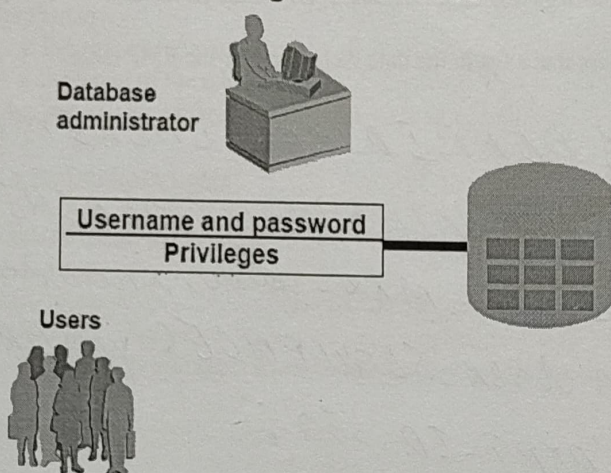 Database
administrator
Username and password
Privileges
Users